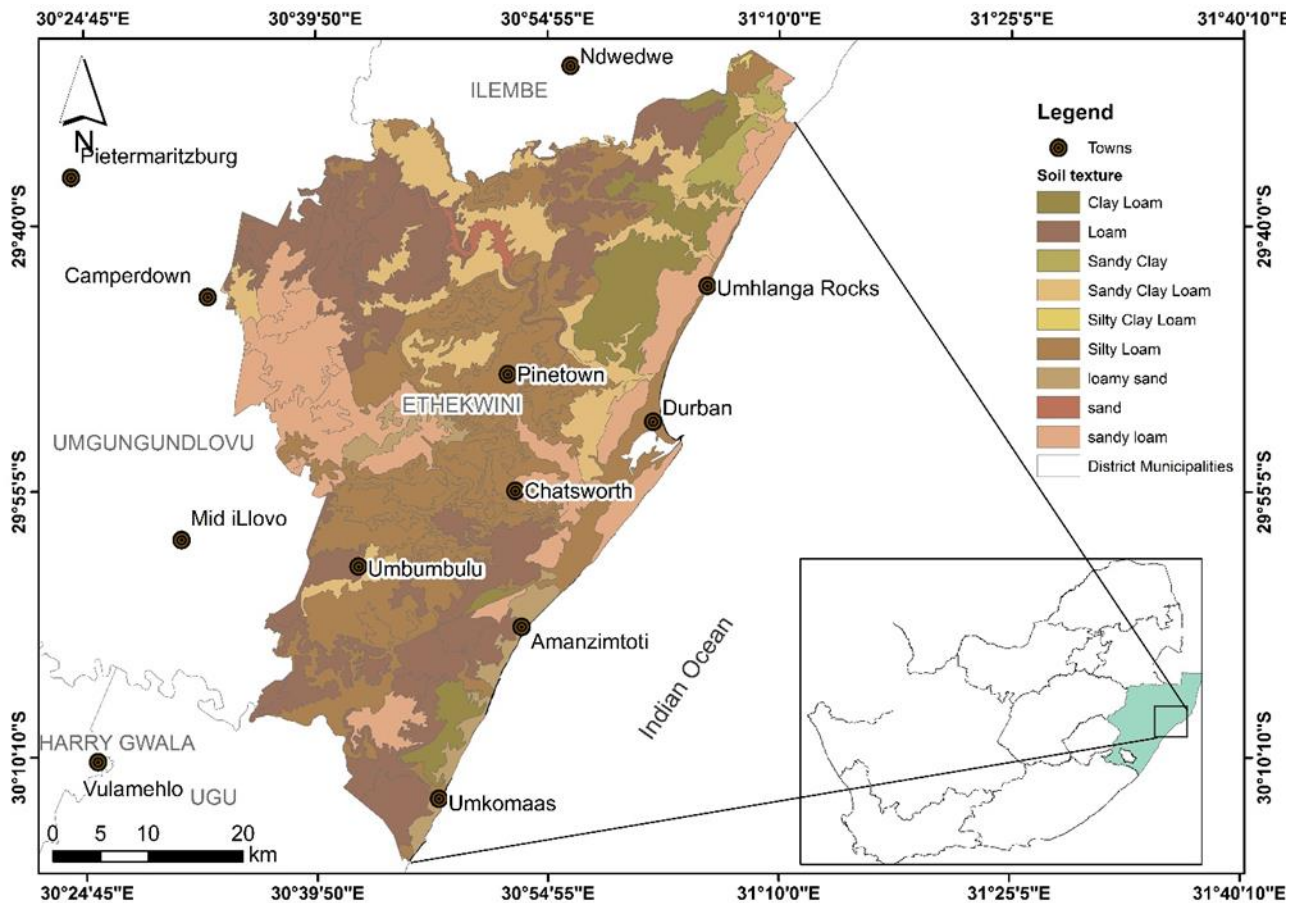 30°24'45"E 30°39'50"E 30°54'55"E 31°10'0"E 31°25'5"E 31°40'10"E
Ndwedwe
ILEMBE
N
Pietermaritzburg
Legend
Towns
Soil texture
Clay Loam
Loam
Sandy Clay
Sandy Clay Loam
Silty Clay Loam
Silty Loam
loamy sand
sand
sandy loam
District Municipalities
29°40'0"S 29°40'0"S
Camperdown
Umhlanga Rocks
Pinetown
ETHEKWINI
Durban
UMGUNGUNDLOVU
29°55'5"S 29°55'5"S
Chatsworth
Mid iLlovo
Umbumbulu
Amanzimtoti
Indian Ocean
30°10'10"S 30°10'10"S
HARRY GWALA
Vulamehlo
UGU
Umkomaas
0 5 10 20
km
30°24'45"E 30°39'50"E 30°54'55"E 31°10'0"E 31°25'5"E 31°40'10"E